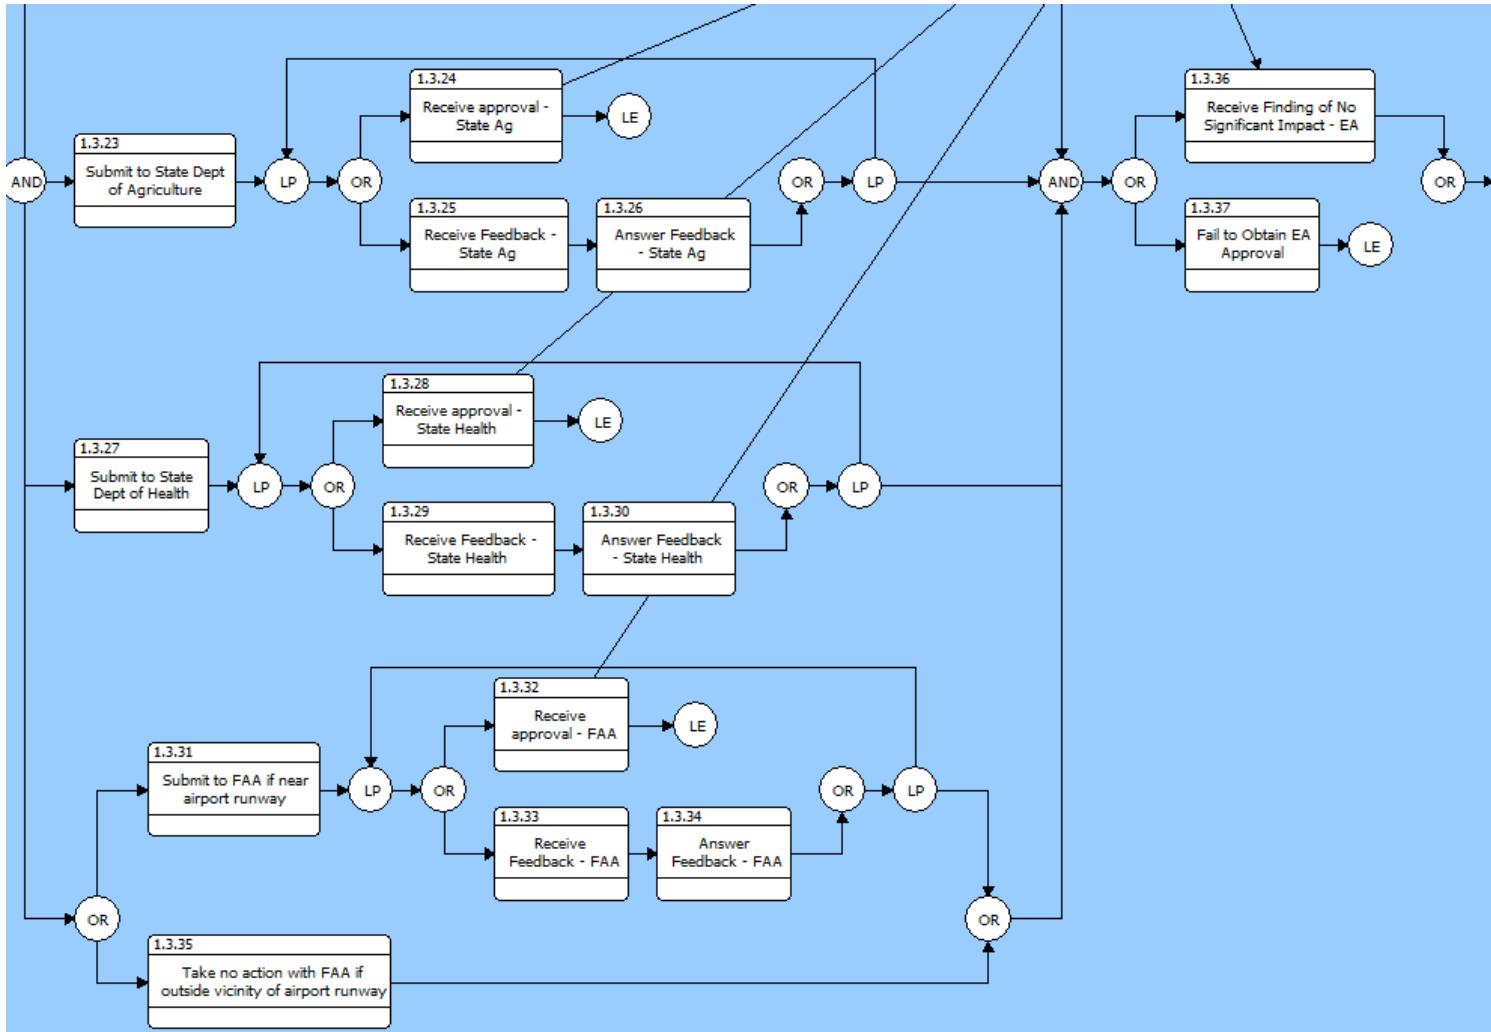 1.3.24
Receive approval -
State Ag
LE
1.3.36
Receive Finding of No
Significant Impact - EA
1.3.23
Submit to State Dept
of Agriculture
AND
LP
OR
OR
LP
AND
OR
OR
1.3.25
Receive Feedback -
State Ag
1.3.26
Answer Feedback
- State Ag
1.3.37
Fail to Obtain EA
Approval
LE
1.3.28
Receive approval -
State Health
LE
1.3.27
Submit to State
Dept of Health
LP
OR
OR
LP
1.3.29
Receive Feedback -
State Health
1.3.30
Answer Feedback
- State Health
1.3.32
Receive
approval - FAA
LE
1.3.31
Submit to FAA if near
airport runway
LP
OR
OR
LP
1.3.33
Receive
Feedback - FAA
1.3.34
Answer
Feedback - FAA
OR
OR
1.3.35
Take no action with FAA if
outside vicinity of airport runway